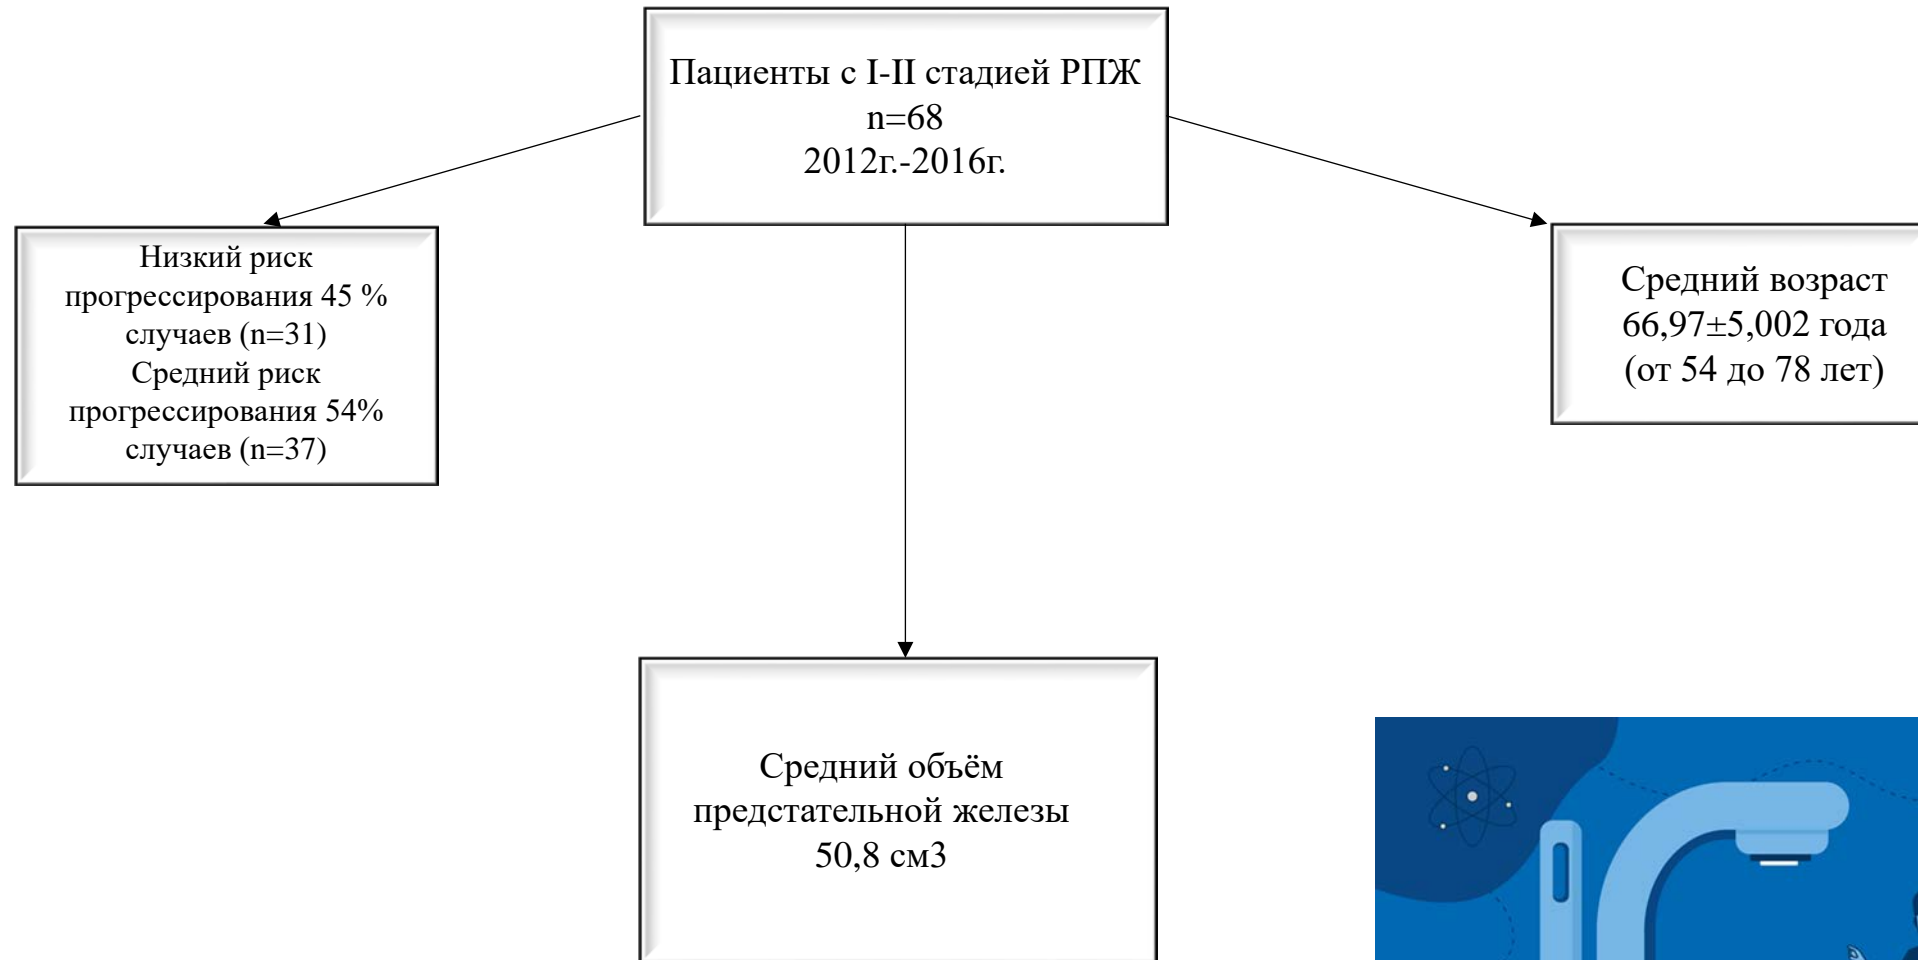 Пациенты с I-II стадией РПЖ
n=68
2012г.-2016г.
Низкий риск
прогрессирования 45 %
случаев (n=31)
Средний риск
прогрессирования 54%
случаев (n=37)
Средний возраст
66,97±5,002 года
(от 54 до 78 лет)
Средний объём
предстательной железы
50,8 см3